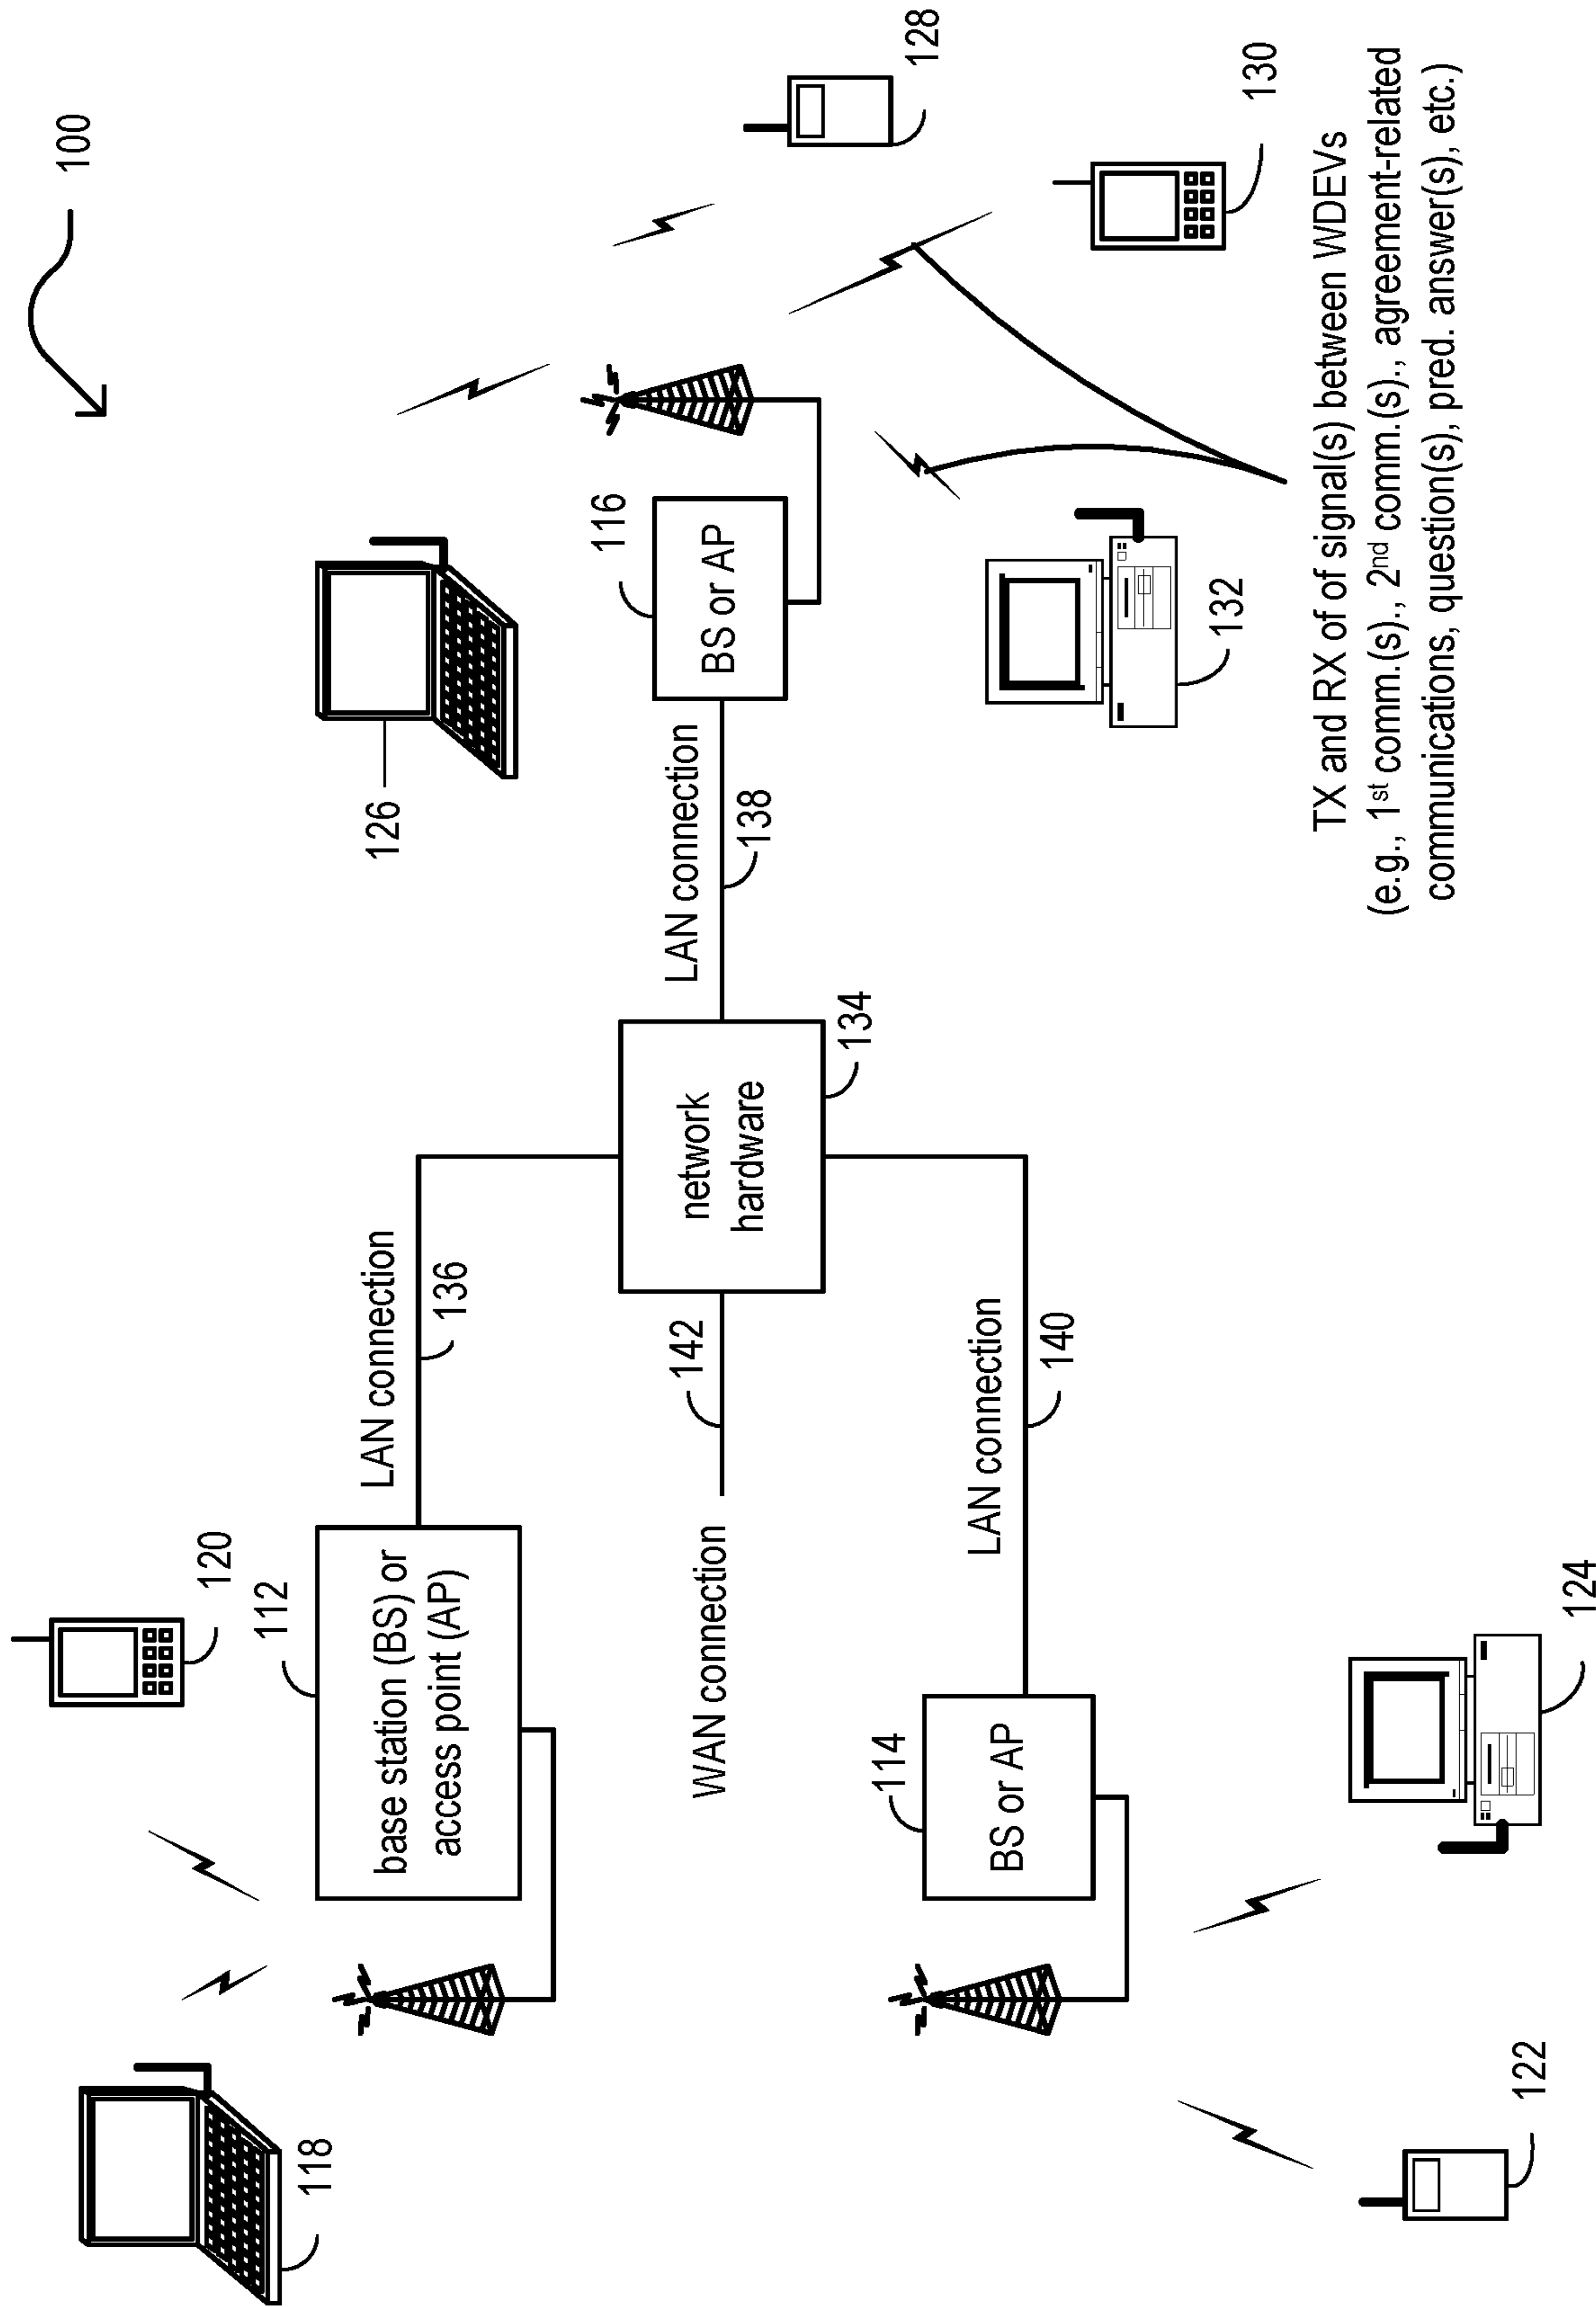 100
120
112
118
base station (BS) or
access point (AP)
LAN connection
136
126
116
BS or AP
128
LAN connection
138
WAN connection
142
network
hardware
134
114
BS or AP
LAN connection
140
132
130
122
124
TX and RX of of signal(s) between WDEVs
(e.g., 1st comm.(s)., 2nd comm.(s)., agreement-related
communications, question(s), pred. answer(s), etc.)